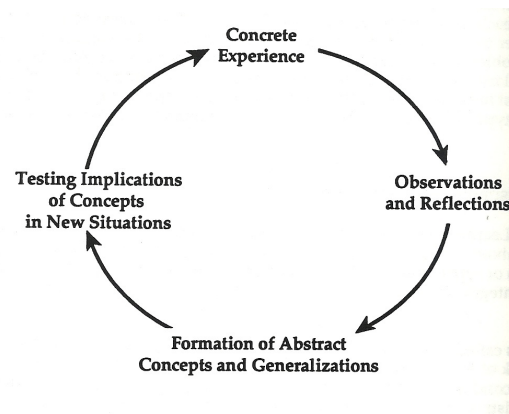 Concrete
Experience
Observations
and Reflections
Formation of Abstract
Concepts and Generalizations
Testing Implications
of Concepts
in New Situations